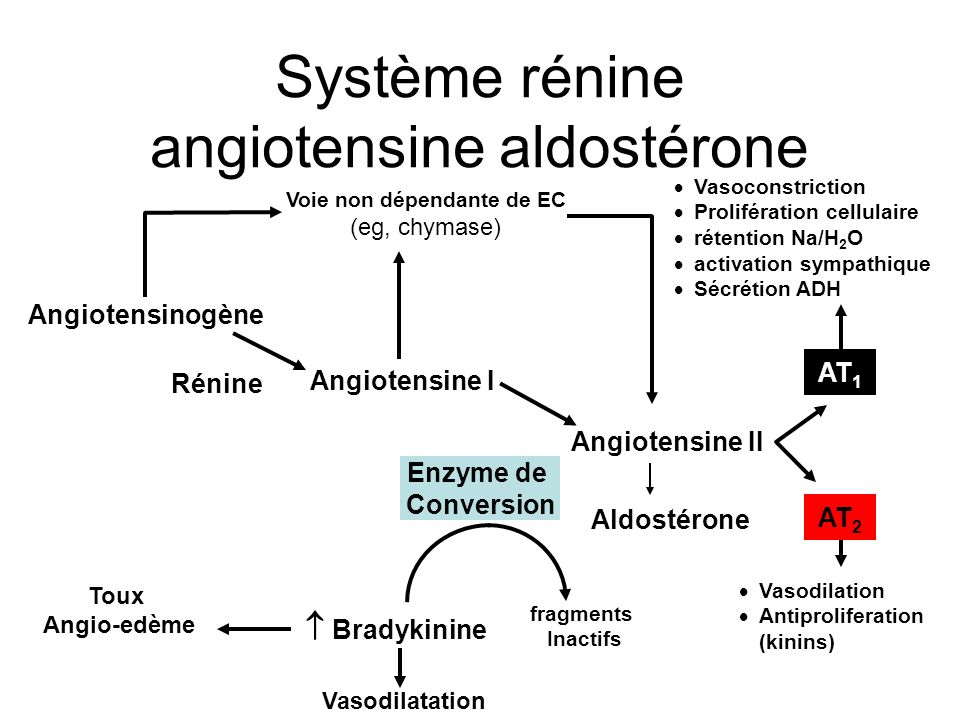 Système rénine
angiotensine aldostérone
Voie non dépendante de EC
(eg, chymase)
• Vasoconstriction
• Prolifération cellulaire
• rétention Na/H₂O
• activation sympathique
• Sécrétion ADH
Angiotensinogène
Rénine
Angiotensine I
AT₁
Angiotensine II
Enzyme de
Conversion
Aldostérone
AT₂
• Vasodilation
• Antiproliferation
(kinins)
Toux
Angio-edème
↑ Bradykinine
fragments
Inactifs
Vasodilatation